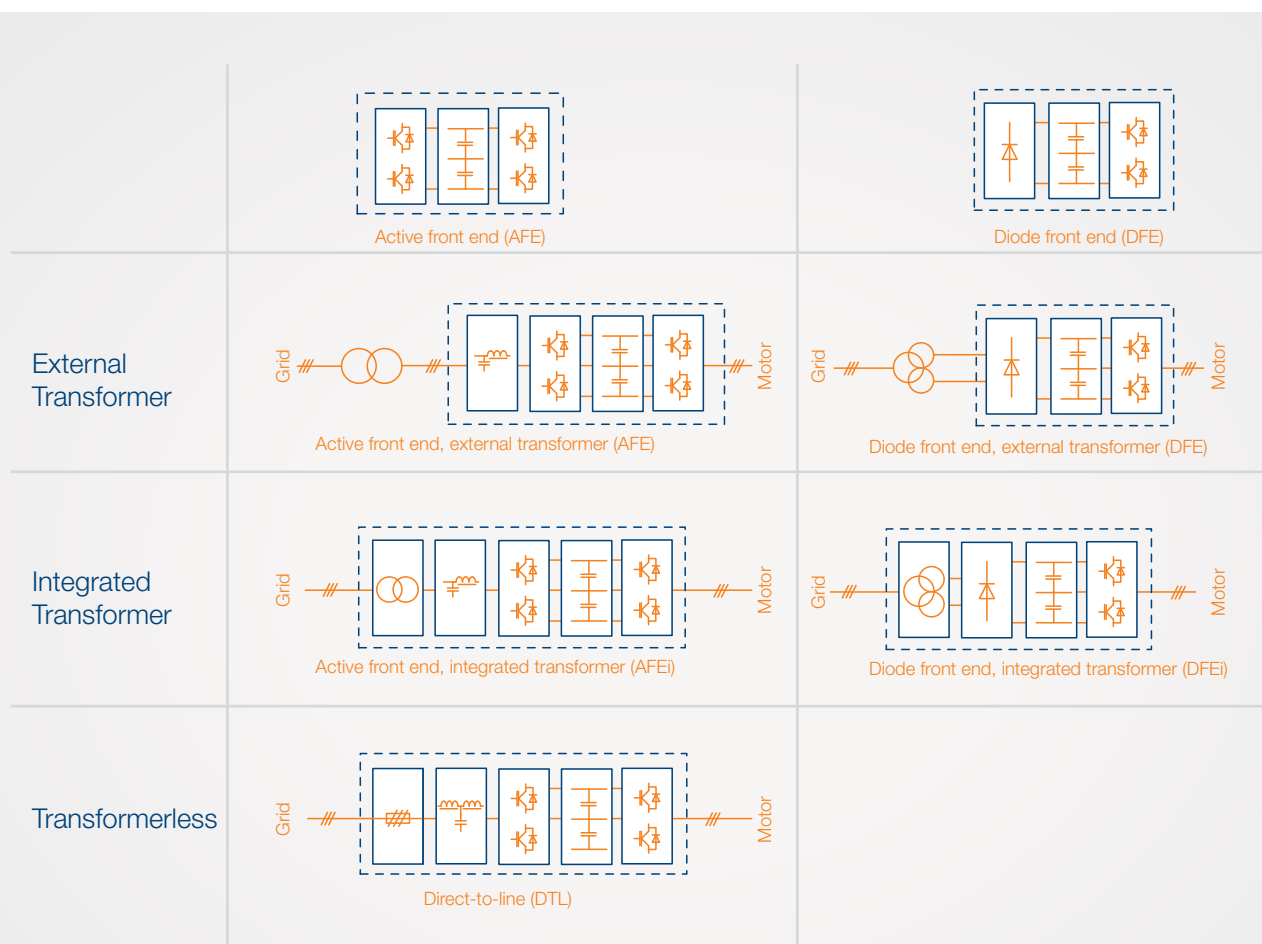 Active front end (AFE)
Diode front end (DFE)
External
Transformer
Grid
Motor
Active front end, external transformer (AFE)
Grid
Motor
Diode front end, external transformer (DFE)
Integrated
Transformer
Grid
Motor
Active front end, integrated transformer (AFEi)
Grid
Motor
Diode front end, integrated transformer (DFEi)
Transformerless
Grid
Motor
Direct-to-line (DTL)